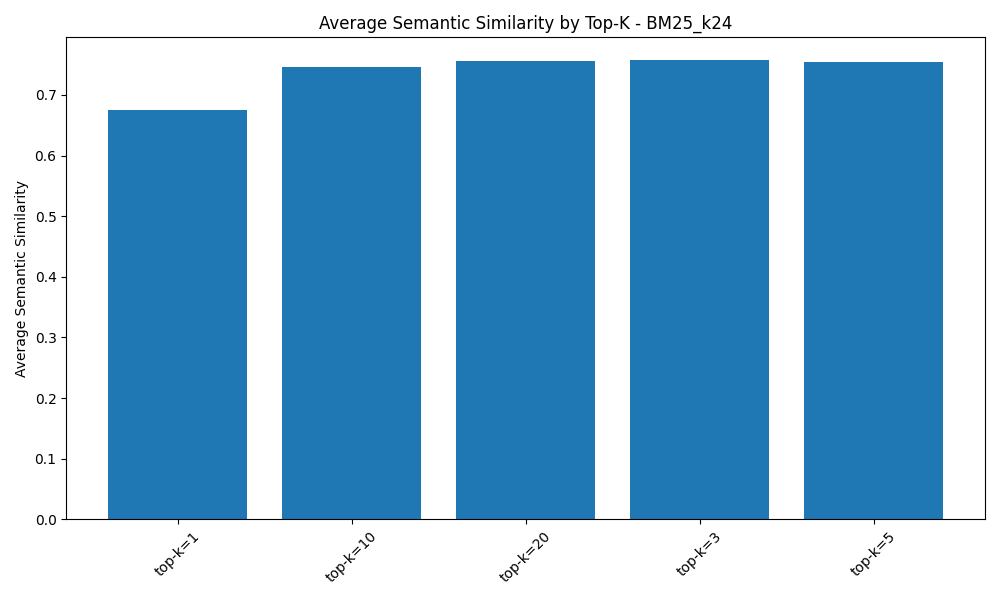 Average Semantic Similarity by Top-K - BM25_k24
Average Semantic Similarity
0.7
0.6
0.5
0.4
0.3
0.2
0.1
0.0
top-k=1
top-k=10
top-k=20
top-k=3
top-k=5